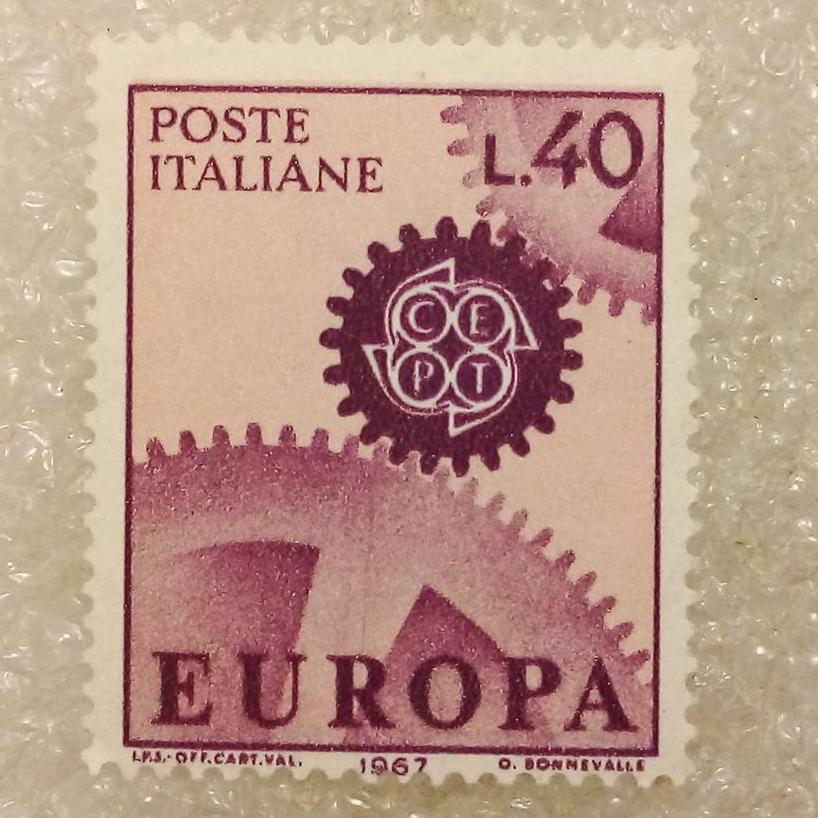 POSTE
ITALIANE
L.40
C E
P T
EUROPA
I.P.S.-OFF.CART.VAL. 1967 O. BONNEVALLE